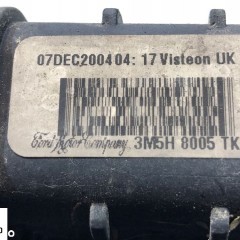 07DEC2004 04: 17 Visteon UK
Ford Motor Company 3M5H 8005 TK